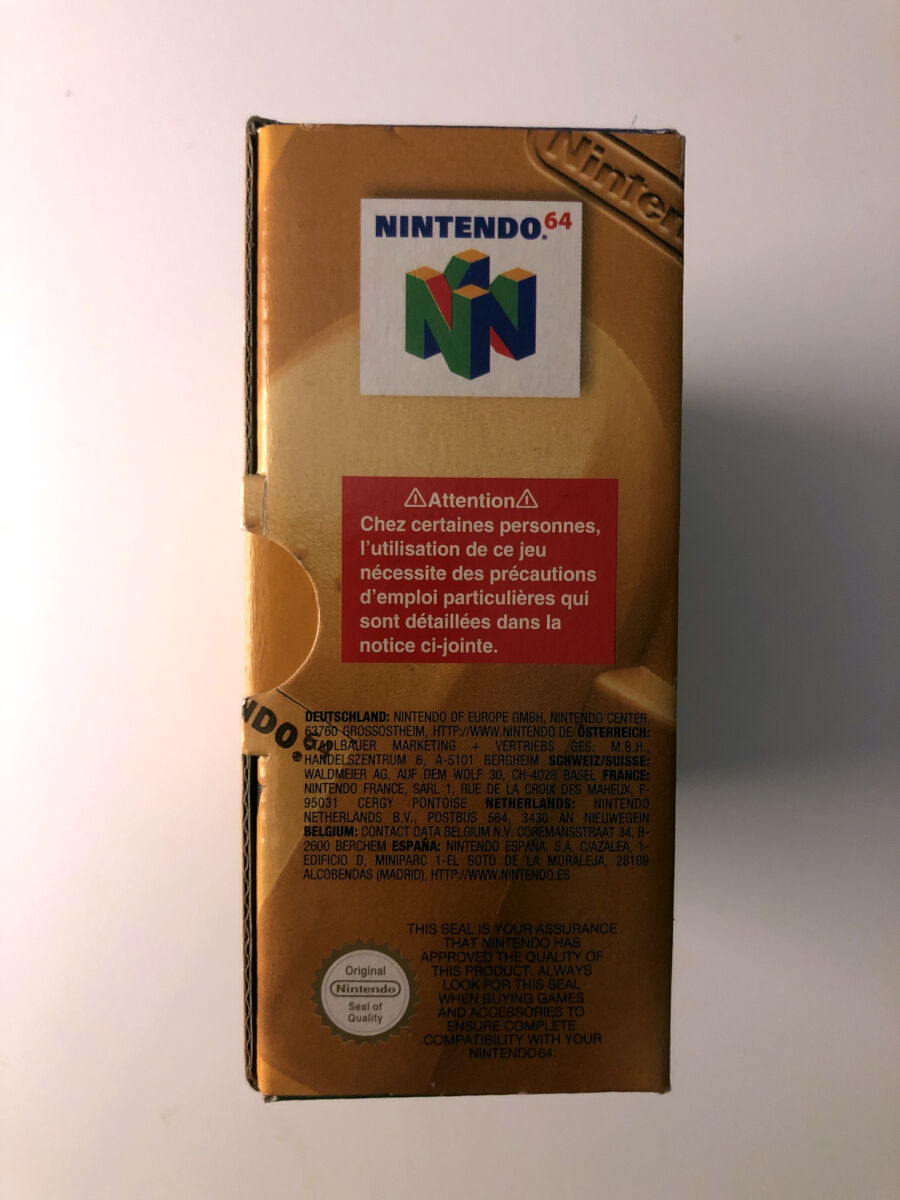 Ninten
NINTENDO.64
⚠Attention⚠
Chez certaines personnes,
l'utilisation de ce jeu
nécessite des précautions
d'emploi particulières qui
sont détaillées dans la
notice ci-jointe.
NDO.64
DEUTSCHLAND: NINTENDO OF EUROPE GMBH, NINTENDO CENTER,
63760 GROSSOSTHEIM, HTTP://WWW.NINTENDO.DE ÖSTERREICH:
STADLBAUER MARKETING + VERTRIEBS GES. M.B.H.,
HANDELSZENTRUM 6, A-5101 BERGHEIM SCHWEIZ/SUISSE:
WALDMEIER AG, AUF DEM WOLF 30, CH-4028 BASEL FRANCE:
NINTENDO FRANCE, SARL 1, RUE DE LA CROIX DES MAHEUX, F-
95031 CERGY PONTOISE NETHERLANDS: NINTENDO
NETHERLANDS B.V., POSTBUS 564, 3430 AN NIEUWEGEIN
BELGIUM: CONTACT DATA BELGIUM N.V. COREMANSSTRAAT 34, B-
2600 BERCHEM ESPAÑA: NINTENDO ESPAÑA, S.A. C/AZALEA, 1-
EDIFICIO D, MINIPARC 1-EL SOTO DE LA MORALEJA, 28109
ALCOBENDAS (MADRID), HTTP://WWW.NINTENDO.ES
THIS SEAL IS YOUR ASSURANCE
THAT NINTENDO HAS
APPROVED THE QUALITY OF
THIS PRODUCT. ALWAYS
LOOK FOR THIS SEAL
WHEN BUYING GAMES
AND ACCESSORIES TO
ENSURE COMPLETE
COMPATIBILITY WITH YOUR
NINTENDO64.
Original
Nintendo
Seal of
Quality